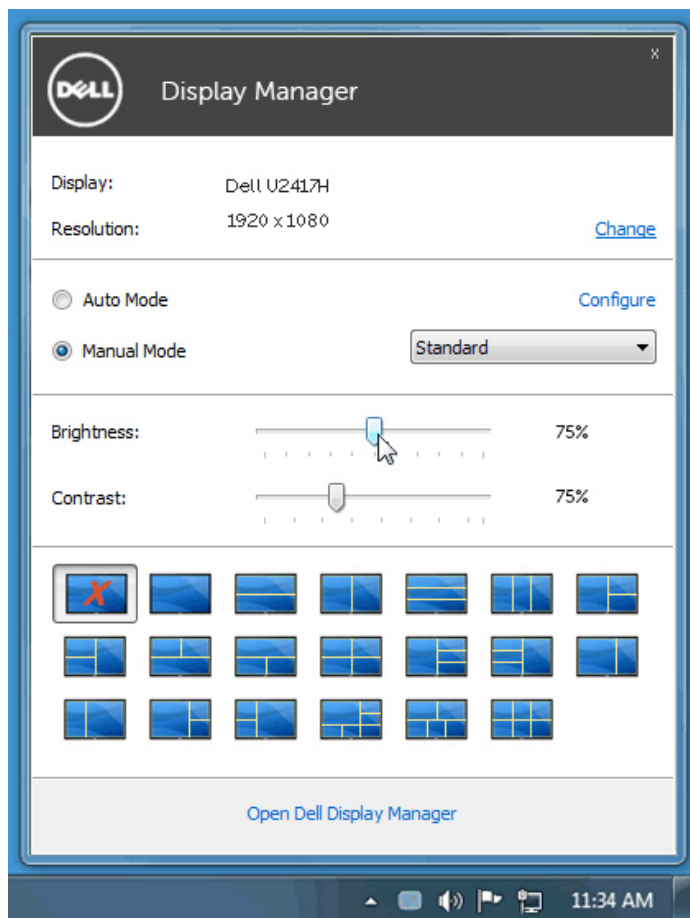 x
DELL Display Manager
Display: Dell U2417H
Resolution: 1920 x 1080 Change
Auto Mode Configure
Manual Mode Standard
Brightness: 75%
Contrast: 75%
X
Open Dell Display Manager
11:34 AM